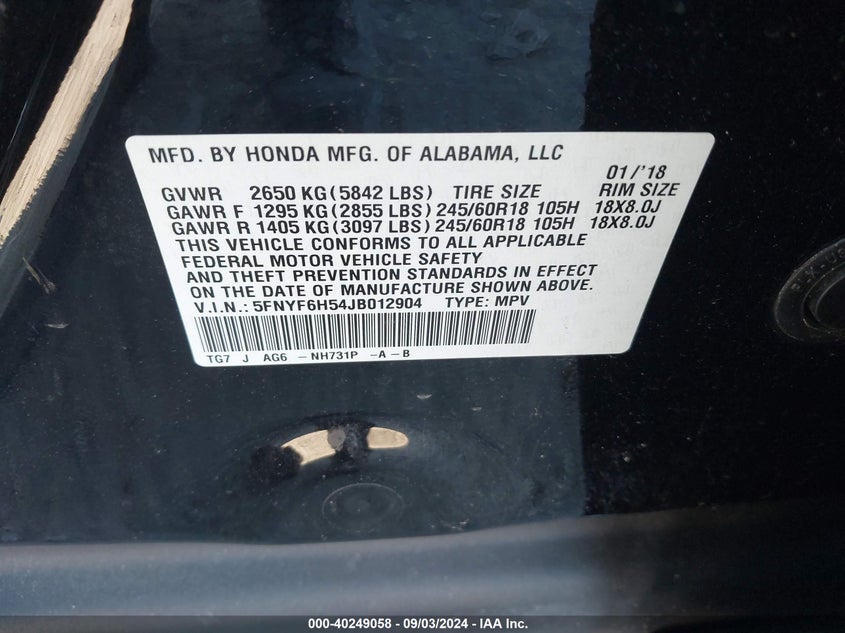 MFD. BY HONDA MFG. OF ALABAMA, LLC
01/'18
GVWR 2650 KG(5842 LBS) TIRE SIZE RIM SIZE
GAWR F 1295 KG(2855 LBS)245/60R18 105H 18X8.0J
GAWR R 1405 KG(3097 LBS)245/60R18 105H 18X8.0J
THIS VEHICLE CONFORMS TO ALL APPLICABLE
FEDERAL MOTOR VEHICLE SAFETY
AND THEFT PREVENTION STANDARDS IN EFFECT
ON THE DATE OF MANUFACTURE SHOWN ABOVE.
V.I.N.: 5FNYF6H54JB012904 TYPE: MPV
TG7 J AG6 -NH731P -A-B
000-40249058 - 09/03/2024 - IAA Inc.